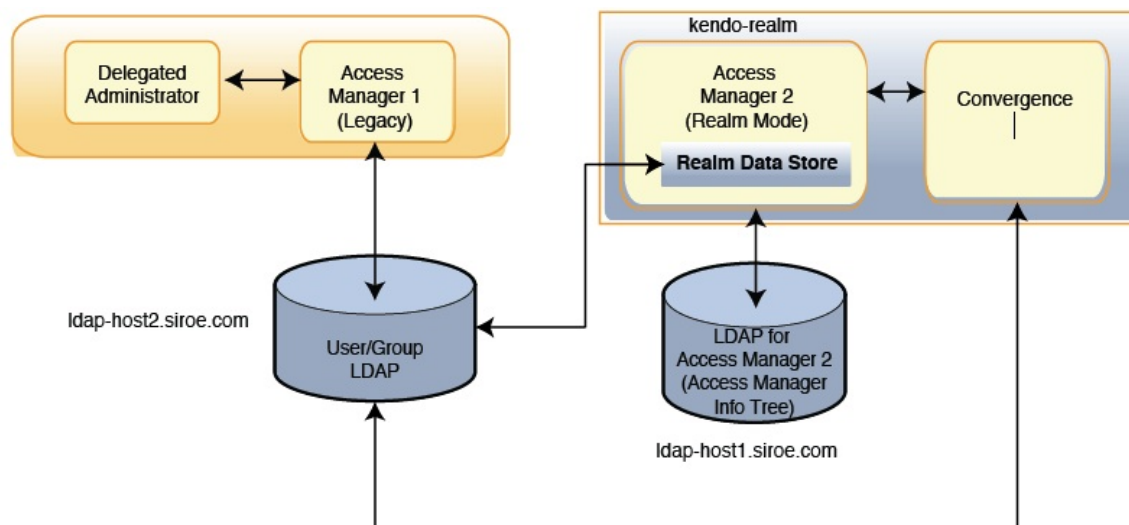 kendo-realm
Delegated
Administrator
Access
Manager 1
(Legacy)
Access
Manager 2
(Realm Mode)
Realm Data Store
Convergence
ldap-host2.siroe.com
User/Group
LDAP
LDAP for
Access Manager 2
(Access Manager
Info Tree)
ldap-host1.siroe.com